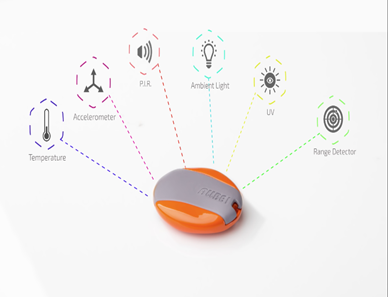 Temperature
Accelerometer
P.I.R.
Ambient Light
UV
Range Detector